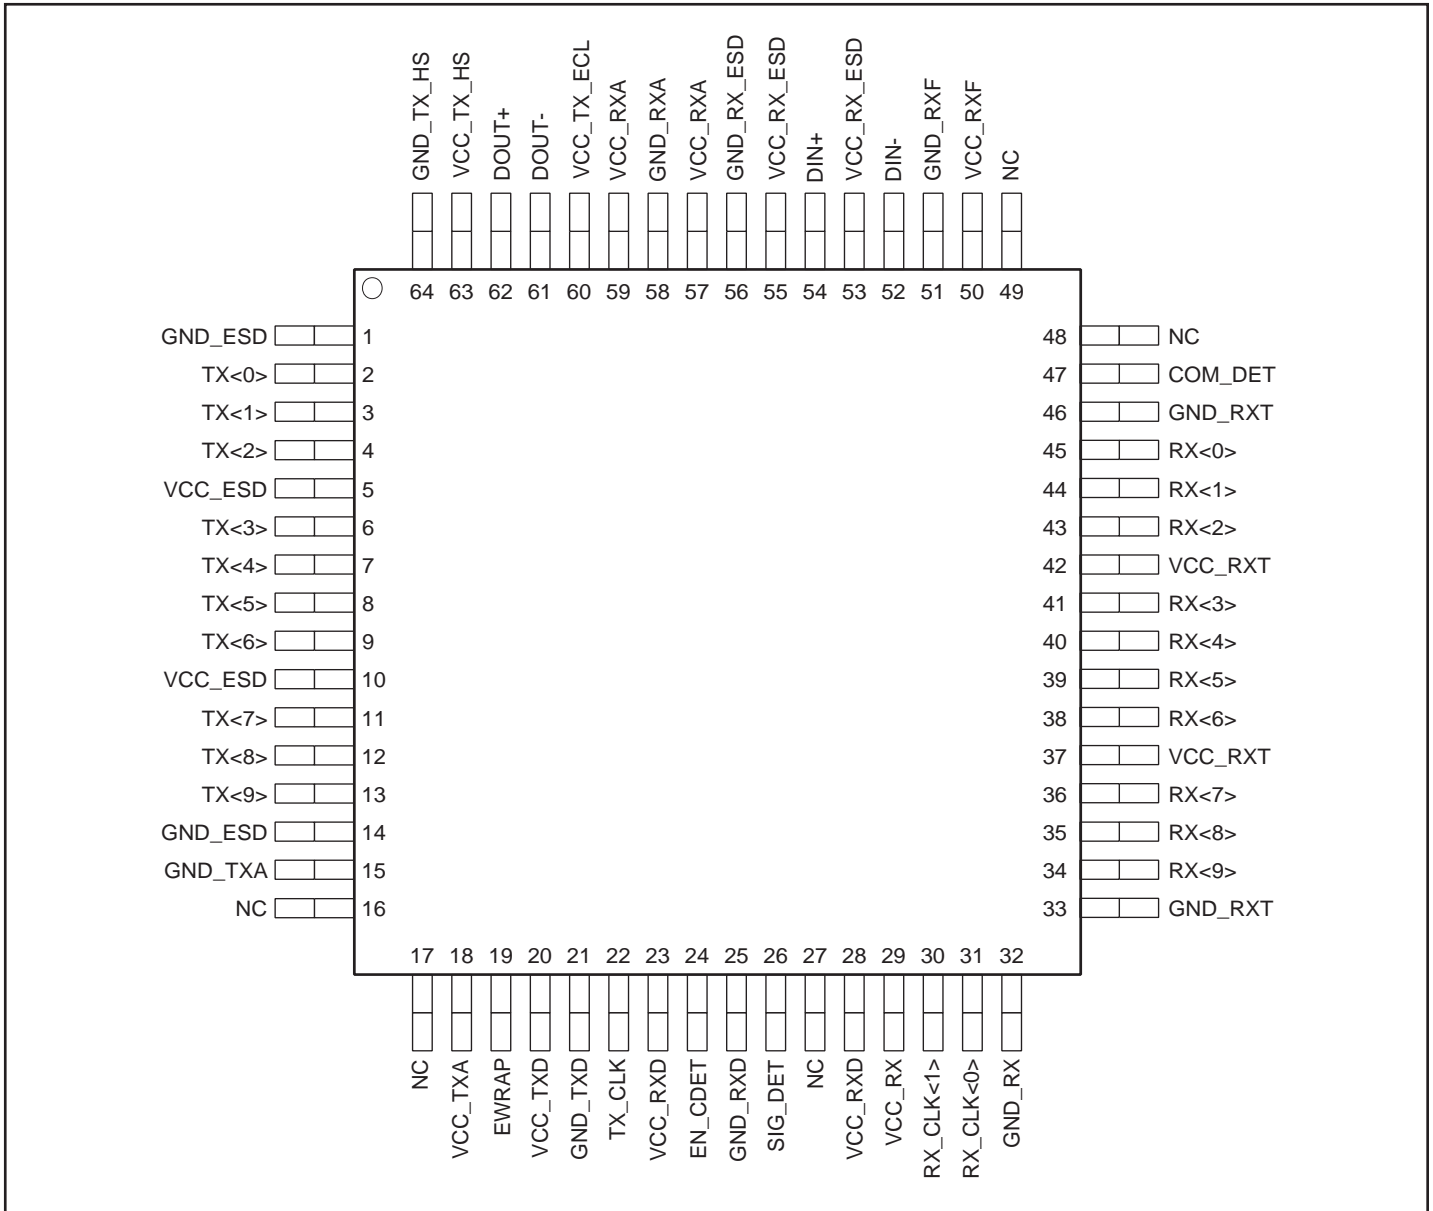 GND_TX_HS
VCC_TX_HS
DOUT+
DOUT-
VCC_TX_ECL
VCC_RXA
GND_RXA
VCC_RXA
GND_RX_ESD
VCC_RX_ESD
DIN+
VCC_RX_ESD
DIN-
GND_RXF
VCC_RXF
NC
64 63 62 61 60 59 58 57 56 55 54 53 52 51 50 49
GND_ESD 1 48 NC
TX<0> 2 47 COM_DET
TX<1> 3 46 GND_RXT
TX<2> 4 45 RX<0>
VCC_ESD 5 44 RX<1>
TX<3> 6 43 RX<2>
TX<4> 7 42 VCC_RXT
TX<5> 8 41 RX<3>
TX<6> 9 40 RX<4>
VCC_ESD 10 39 RX<5>
TX<7> 11 38 RX<6>
TX<8> 12 37 VCC_RXT
TX<9> 13 36 RX<7>
GND_ESD 14 35 RX<8>
GND_TXA 15 34 RX<9>
NC 16 33 GND_RXT
17 18 19 20 21 22 23 24 25 26 27 28 29 30 31 32
NC
VCC_TXA
EWRAP
VCC_TXD
GND_TXD
TX_CLK
VCC_RXD
EN_CDET
GND_RXD
SIG_DET
NC
VCC_RXD
VCC_RX
RX_CLK<1>
RX_CLK<0>
GND_RX